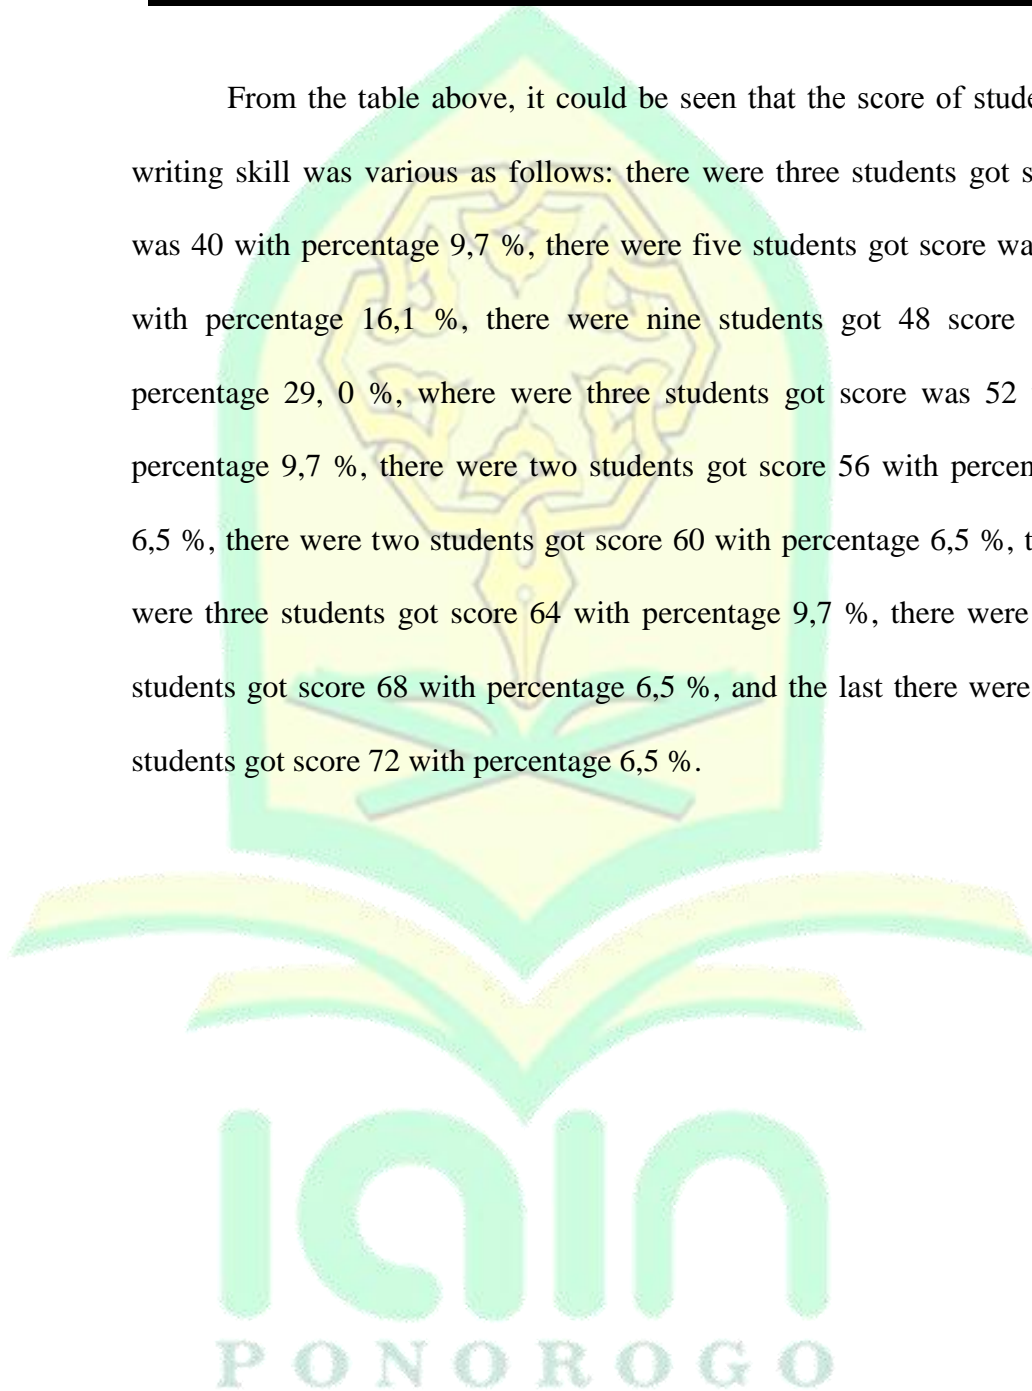 From the table above, it could be seen that the score of stude
writing skill was various as follows: there were three students got s
was 40 with percentage 9,7 %, there were five students got score wa
with percentage 16,1 %, there were nine students got 48 score
percentage 29, 0 %, where were three students got score was 52
percentage 9,7 %, there were two students got score 56 with percen
6,5 %, there were two students got score 60 with percentage 6,5 %, t
were three students got score 64 with percentage 9,7 %, there were
students got score 68 with percentage 6,5 %, and the last there were
students got score 72 with percentage 6,5 %.
iain
PONOROGO